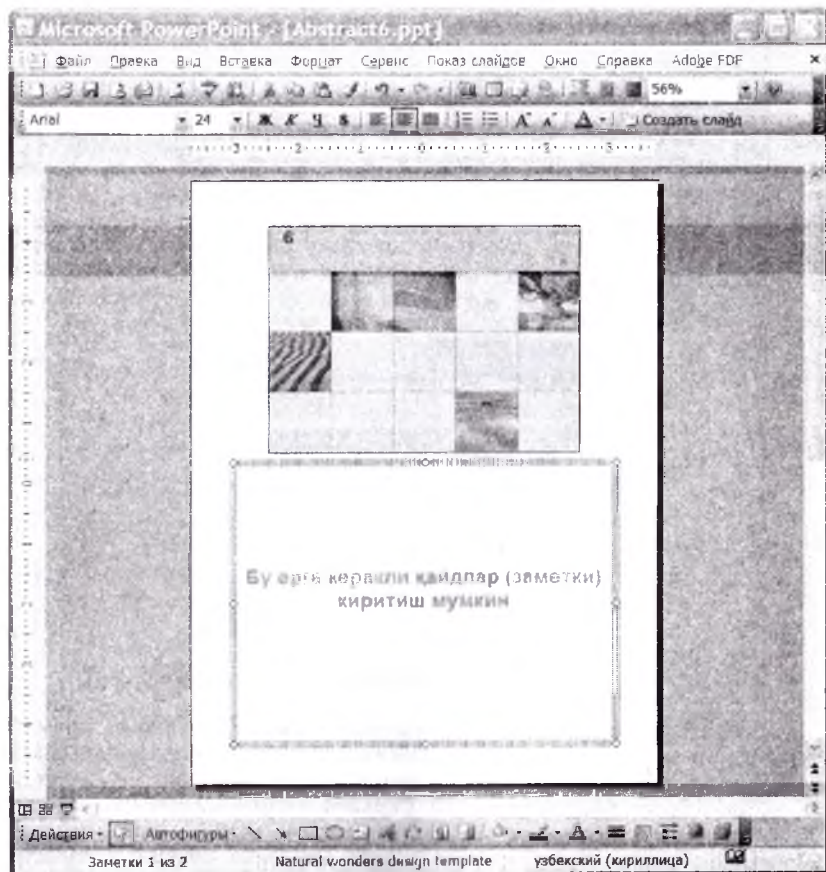 Microsoft PowerPoint - [Abstract6.ppt]
Файл Правка Вид Вставка Формат Сервис Показ слайдов Окно Справка Adobe PDF
56%
Arial 24 Ж К Ч S A A A Создать слайд
6
Бу ерга керакли қайдлар (заметки)
киритиш мумкин
Действия Автофигуры
Заметки 1 из 2 Natural wonders design template узбекский (кириллица)